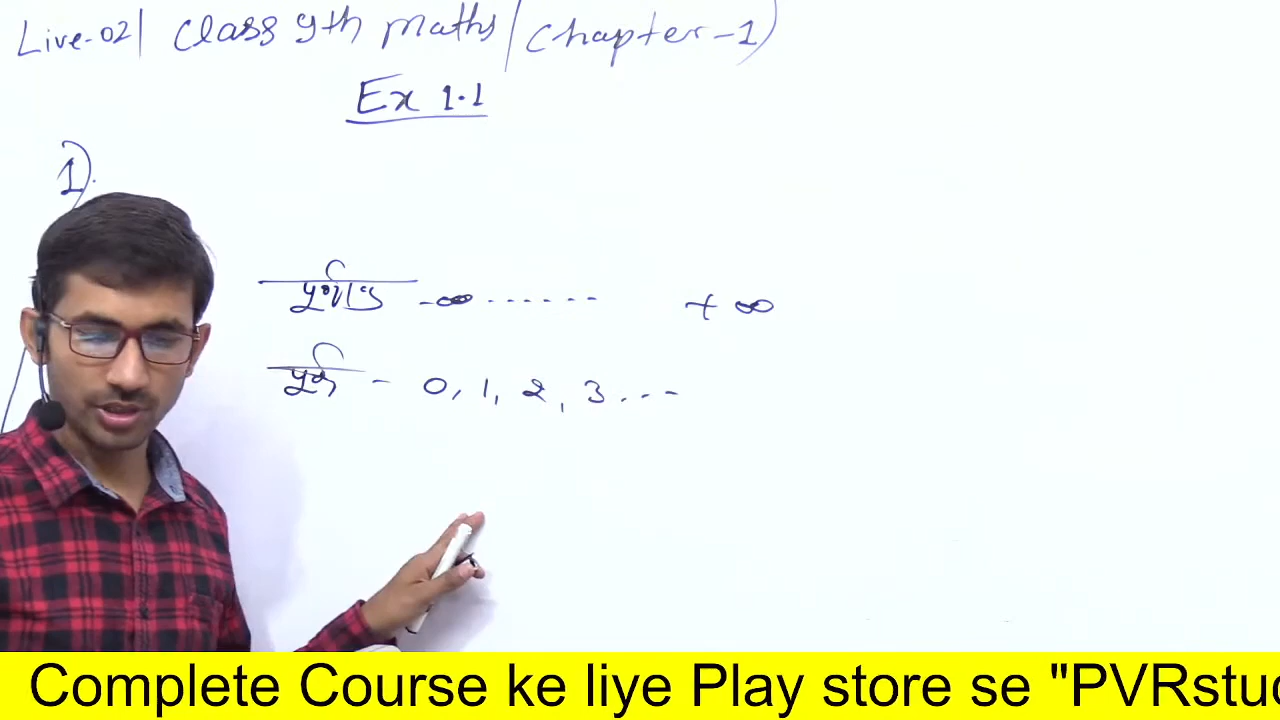 Live-02| Class 9th Maths/(Chapter-1)
Ex 1.1
1).
पूर्णांक -∞ ...... +∞
पूर्ण - 0, 1, 2, 3...-
Complete Course ke liye Play store se "PVRstu